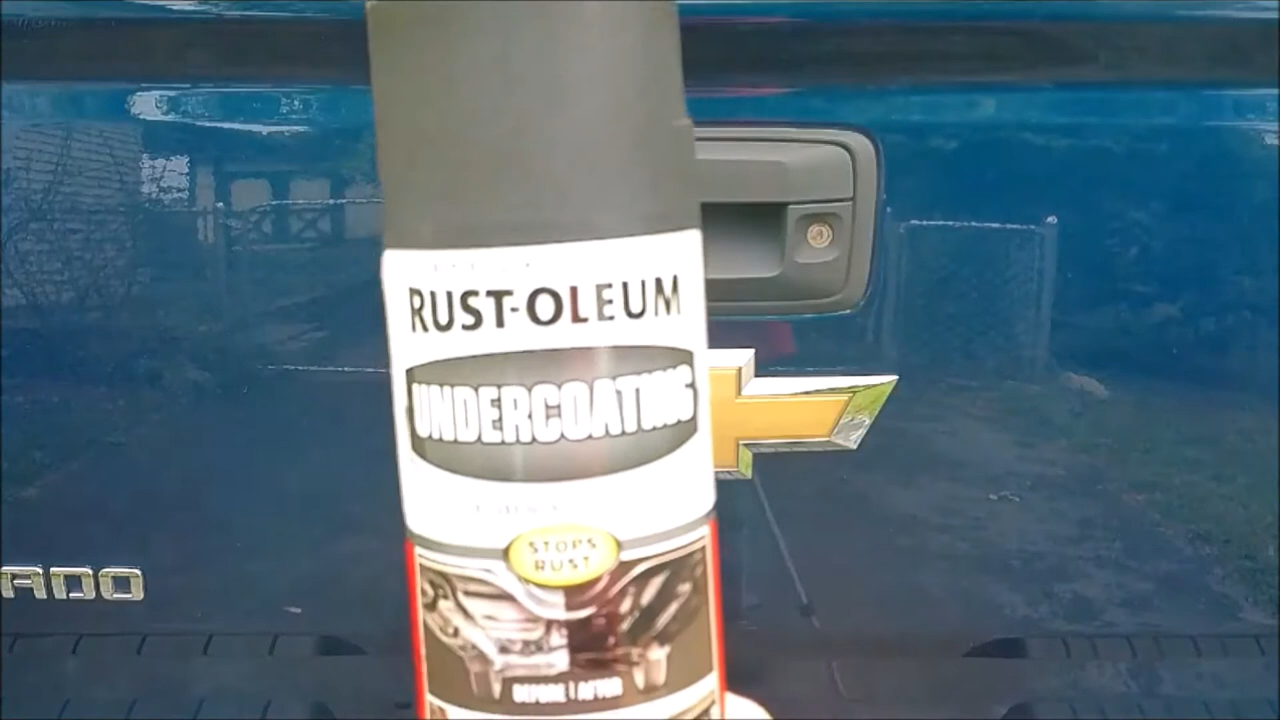 RUST-OLEUM
UNDERCOATING
STOPS
RUST
BEFORE | AFTER
ADO